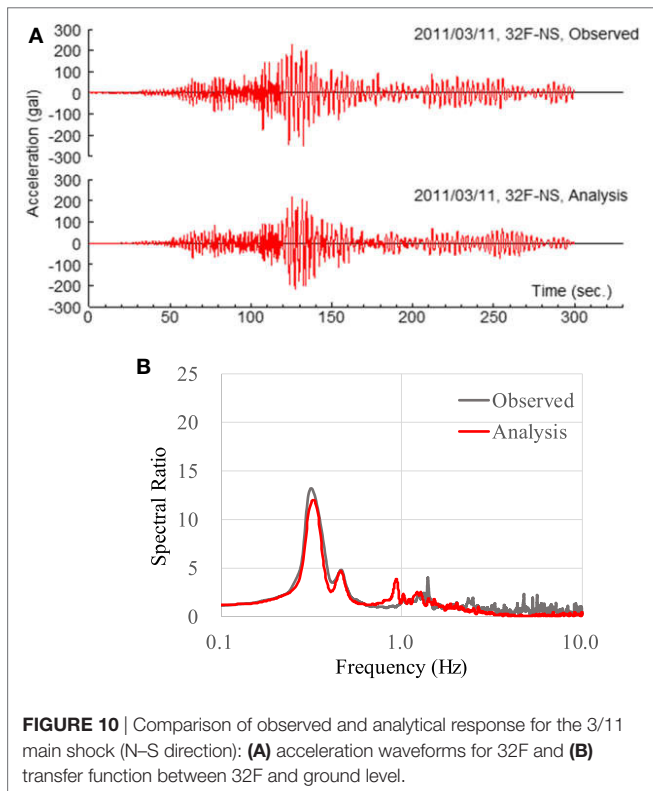 A
300
200
100
0
-100
-200
-300
2011/03/11, 32F-NS, Observed
Acceleration (gal)
300
200
100
0
-100
-200
-300
2011/03/11, 32F-NS, Analysis
Time (sec.)
0 50 100 150 200 250 300
B
25
20
15
10
5
0
Spectral Ratio
Observed
Analysis
0.1 1.0 10.0
Frequency (Hz)
FIGURE 10 | Comparison of observed and analytical response for the 3/11
main shock (N–S direction): (A) acceleration waveforms for 32F and (B)
transfer function between 32F and ground level.